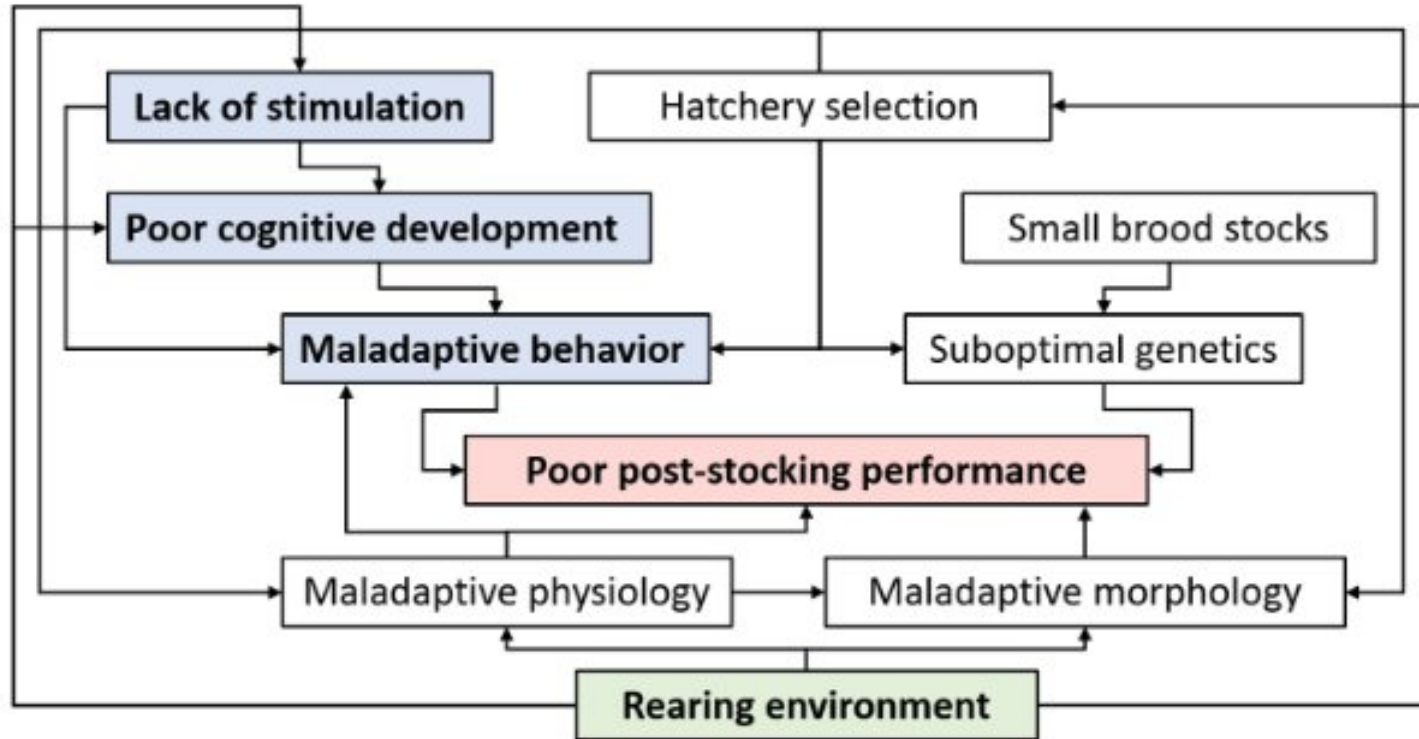 Lack of stimulation
Hatchery selection
Poor cognitive development
Small brood stocks
Maladaptive behavior
Suboptimal genetics
Poor post-stocking performance
Maladaptive physiology
Maladaptive morphology
Rearing environment